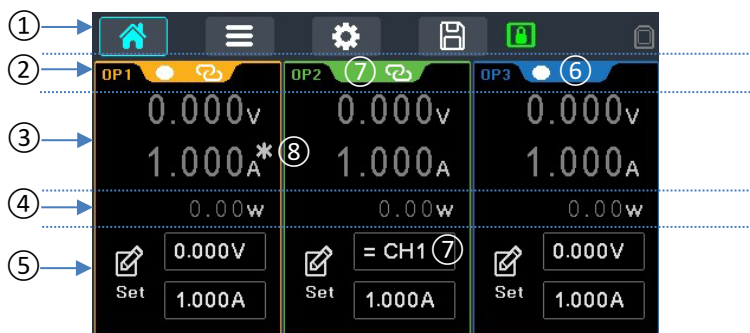 ①
② OP1 OP2 ⑦ OP3 ⑥
0.000V 0.000V 0.000V
③ 1.000A* ⑧ 1.000A 1.000A
④ 0.00W 0.00W 0.00W
⑤ 0.000V = CH1 ⑦ 0.000V
Set Set Set
1.000A 1.000A 1.000A